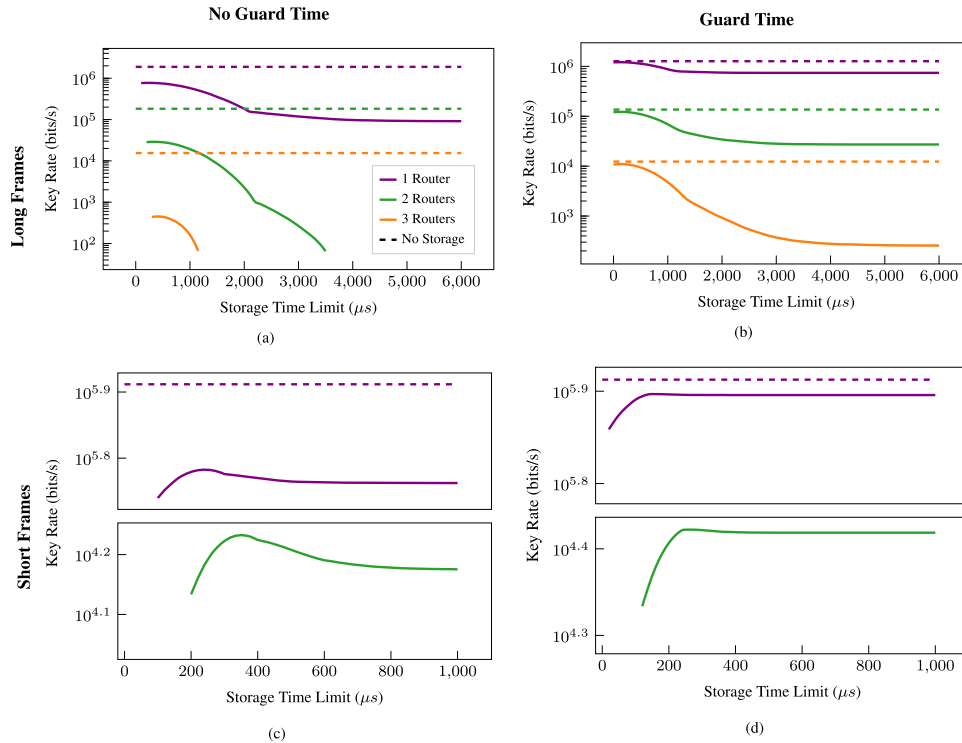 No Guard Time
Guard Time
Long Frames
Key Rate (bits/s)
10^6
10^5
10^4
10^3
10^2
0 1,000 2,000 3,000 4,000 5,000 6,000
Storage Time Limit (μs)
(a)
1 Router
2 Routers
3 Routers
No Storage
Key Rate (bits/s)
10^6
10^5
10^4
10^3
0 1,000 2,000 3,000 4,000 5,000 6,000
Storage Time Limit (μs)
(b)
Short Frames
Key Rate (bits/s)
10^5.9
10^5.8
10^4.2
10^4.1
0 200 400 600 800 1,000
Storage Time Limit (μs)
(c)
Key Rate (bits/s)
10^5.9
10^5.8
10^4.4
10^4.3
0 200 400 600 800 1,000
Storage Time Limit (μs)
(d)